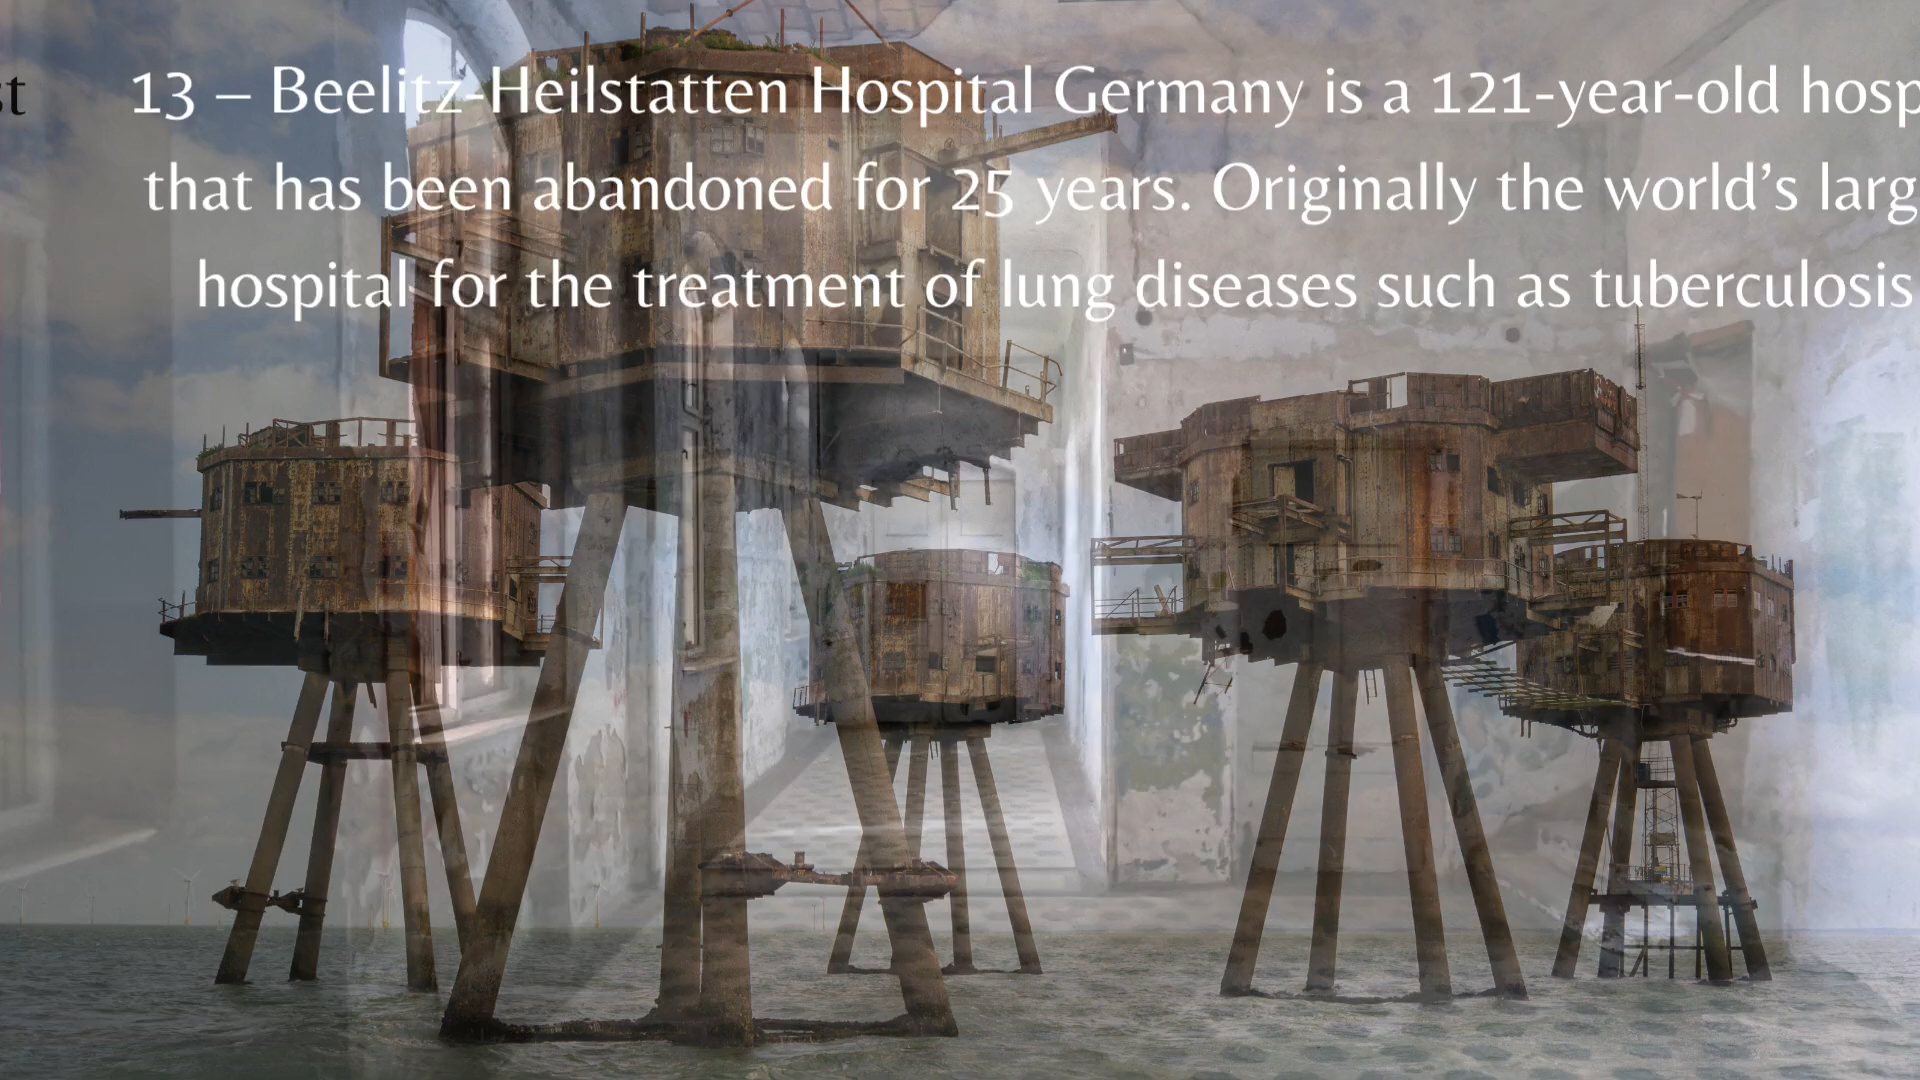 st
13 – Beelitz-Heilstatten Hospital Germany is a 121-year-old hosp
that has been abandoned for 25 years. Originally the world’s larg
hospital for the treatment of lung diseases such as tuberculosis